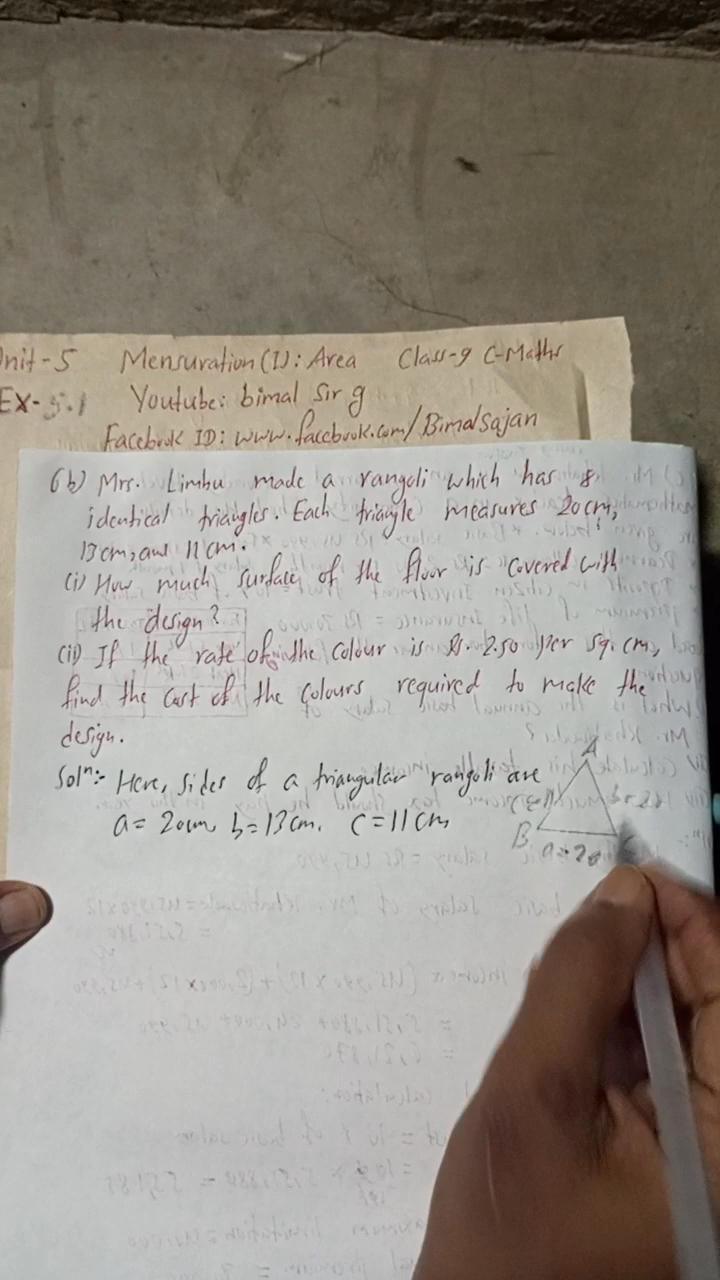 Unit-5 Mensuration (I): Area Class-9 C-Maths
Ex-5.1 Youtube: bimal Sir g
Facebook ID: www.facebook.com/BimalSajan
6b) Mrs. Limbu made a rangoli which has 8
identical triangles. Each triangle measures 20cm,
13cm, and 11cm.
(i) How much surface of the floor is covered with
the design?
(ii) If the rate of the colour is Rs. 2.50 per sq. cm,
find the cost of the colours required to make the
design.
Solⁿ:- Here, sides of a triangular rangoli are
a = 20cm b = 13cm. c = 11cm
A
B
a = 20